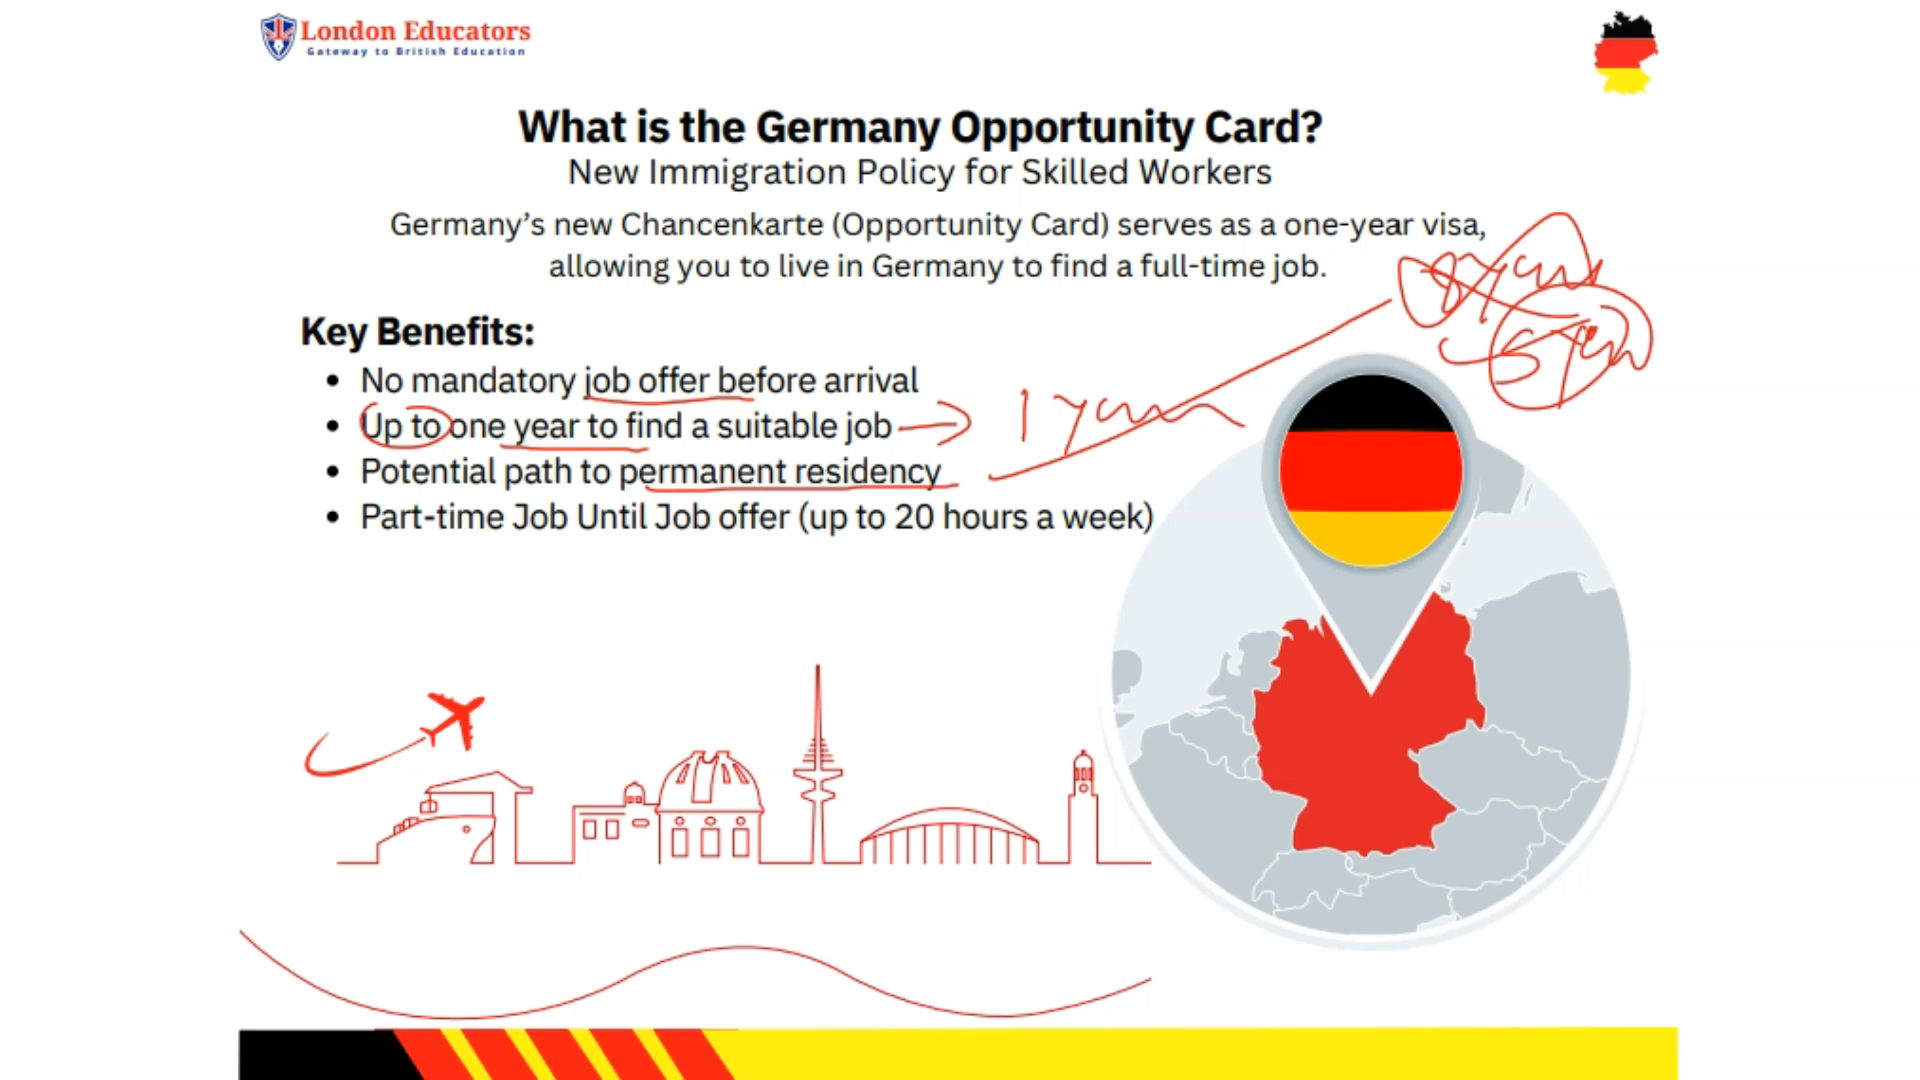 London Educators
Gateway to British Education
What is the Germany Opportunity Card?
New Immigration Policy for Skilled Workers
Germany’s new Chancenkarte (Opportunity Card) serves as a one-year visa,
allowing you to live in Germany to find a full-time job.
Key Benefits:
• No mandatory job offer before arrival
• Up to one year to find a suitable job
1 year
• Potential path to permanent residency
• Part-time Job Until Job offer (up to 20 hours a week)